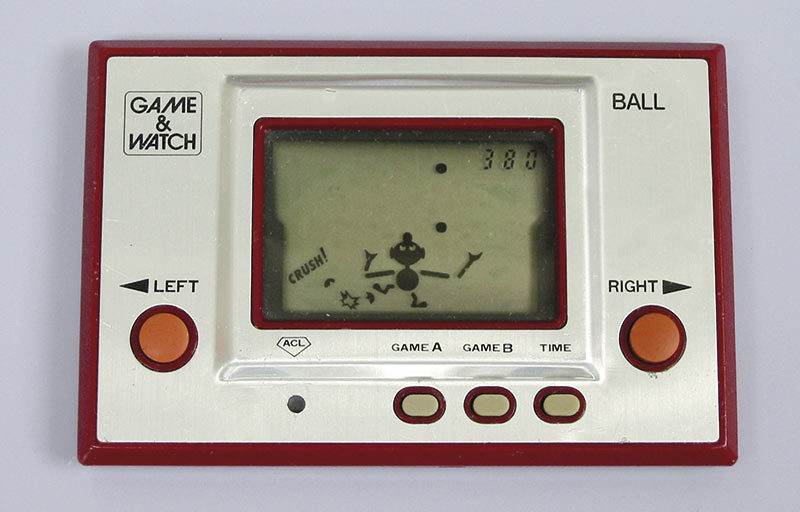 GAME
&
WATCH
BALL
380
CRUSH!
◀ LEFT
RIGHT ▶
ACL
GAME A
GAME B
TIME